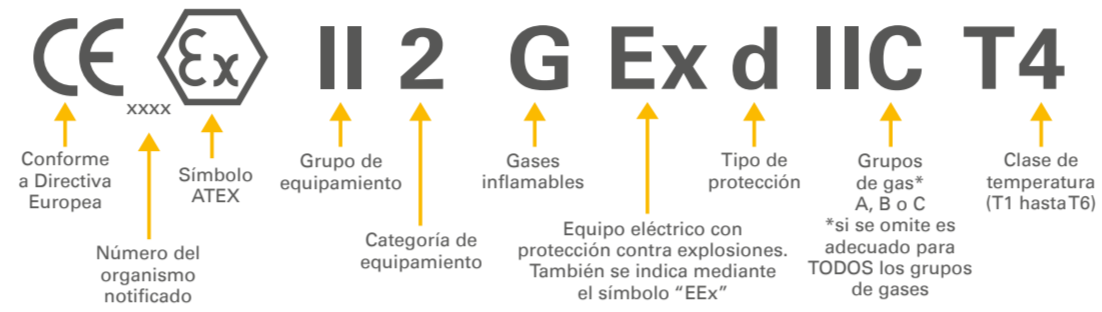 CE xxxx Ex II 2 G Ex d IIC T4
Conforme
a Directiva
Europea
Número del
organismo
notificado
Símbolo
ATEX
Grupo de
equipamiento
Categoría de
equipamiento
Gases
inflamables
Equipo eléctrico con
protección contra explosiones.
También se indica mediante
el símbolo “EEx”
Tipo de
protección
Grupos
de gas*
A, B o C
*si se omite es
adecuado para
TODOS los grupos
de gases
Clase de
temperatura
(T1 hasta T6)